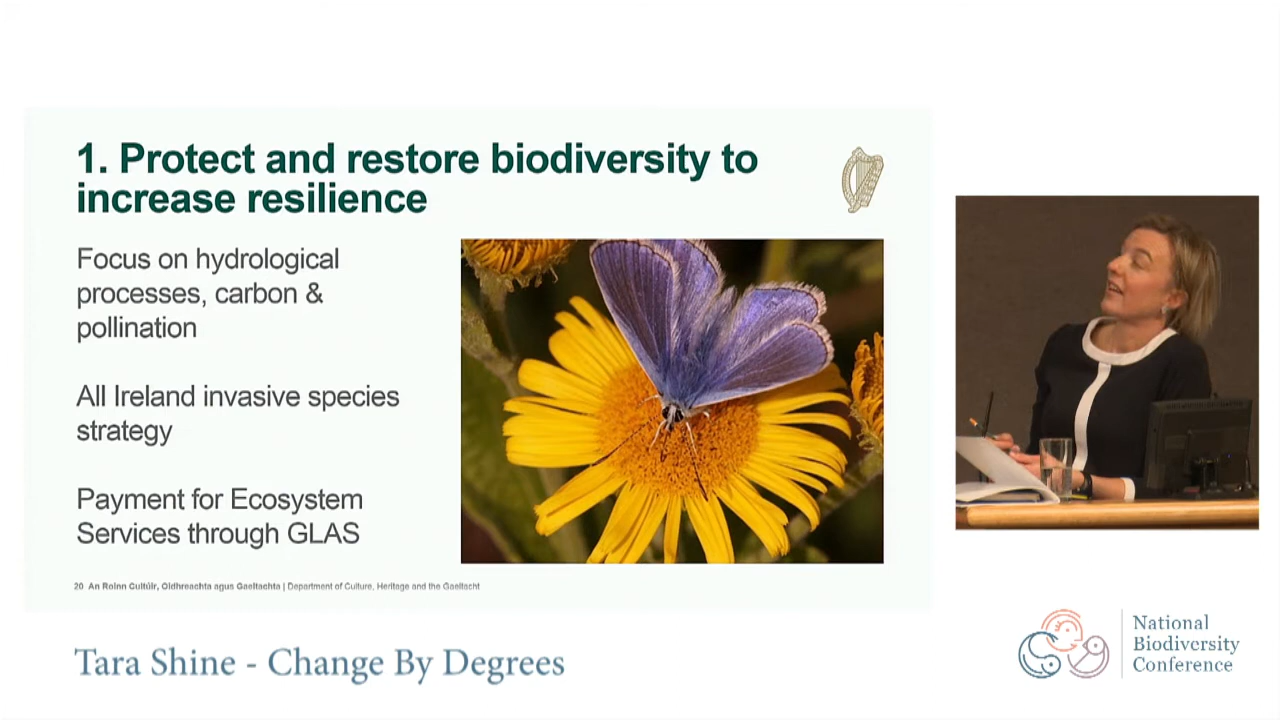 1. Protect and restore biodiversity to
increase resilience
Focus on hydrological
processes, carbon &
pollination
All Ireland invasive species
strategy
Payment for Ecosystem
Services through GLAS
20 An Roinn Cultúir, Oidhreachta agus Gaeltachta | Department of Culture, Heritage and the Gaeltacht
Tara Shine - Change By Degrees
National
Biodiversity
Conference